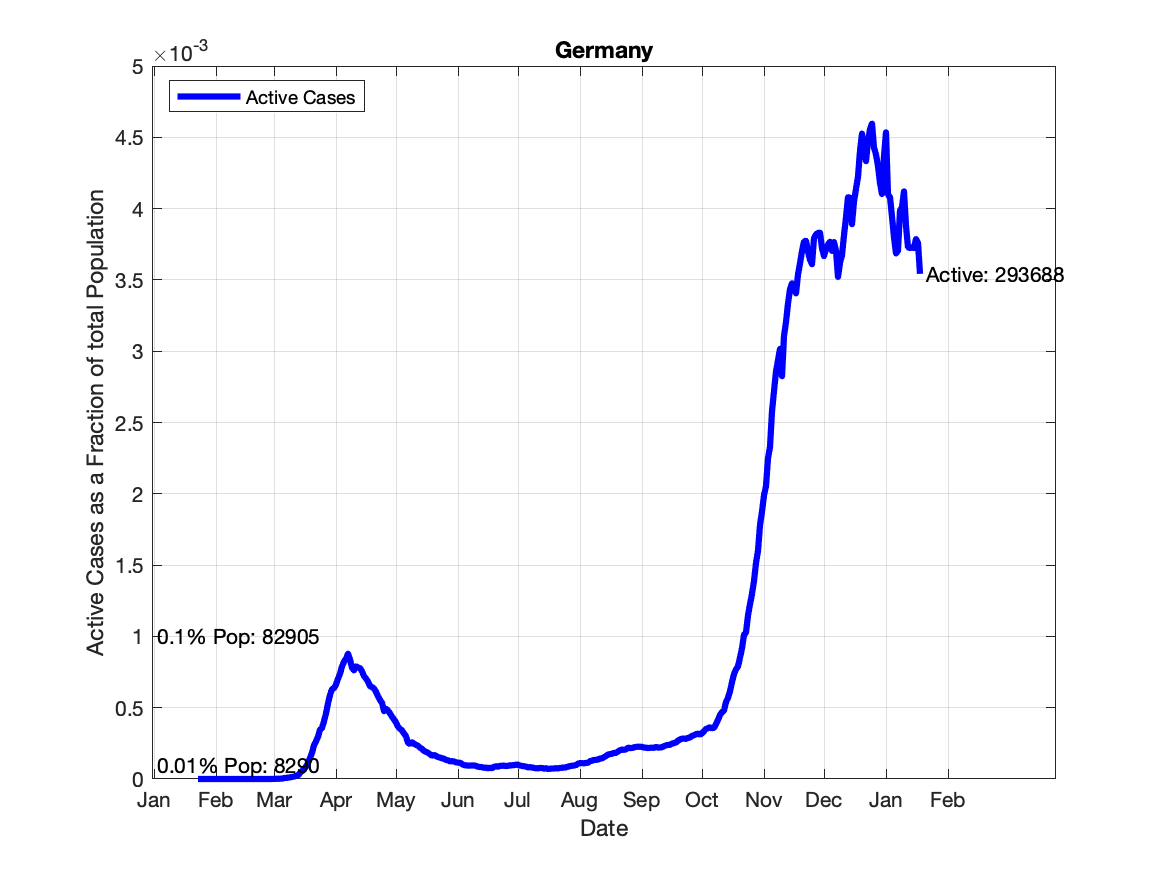 Germany
×10-3
5
4.5
4
3.5
3
2.5
2
1.5
1
0.5
0
Active Cases as a Fraction of total Population
Active Cases
Active: 293688
0.1% Pop: 82905
0.01% Pop: 8290
Jan Feb Mar Apr May Jun Jul Aug Sep Oct Nov Dec Jan Feb
Date